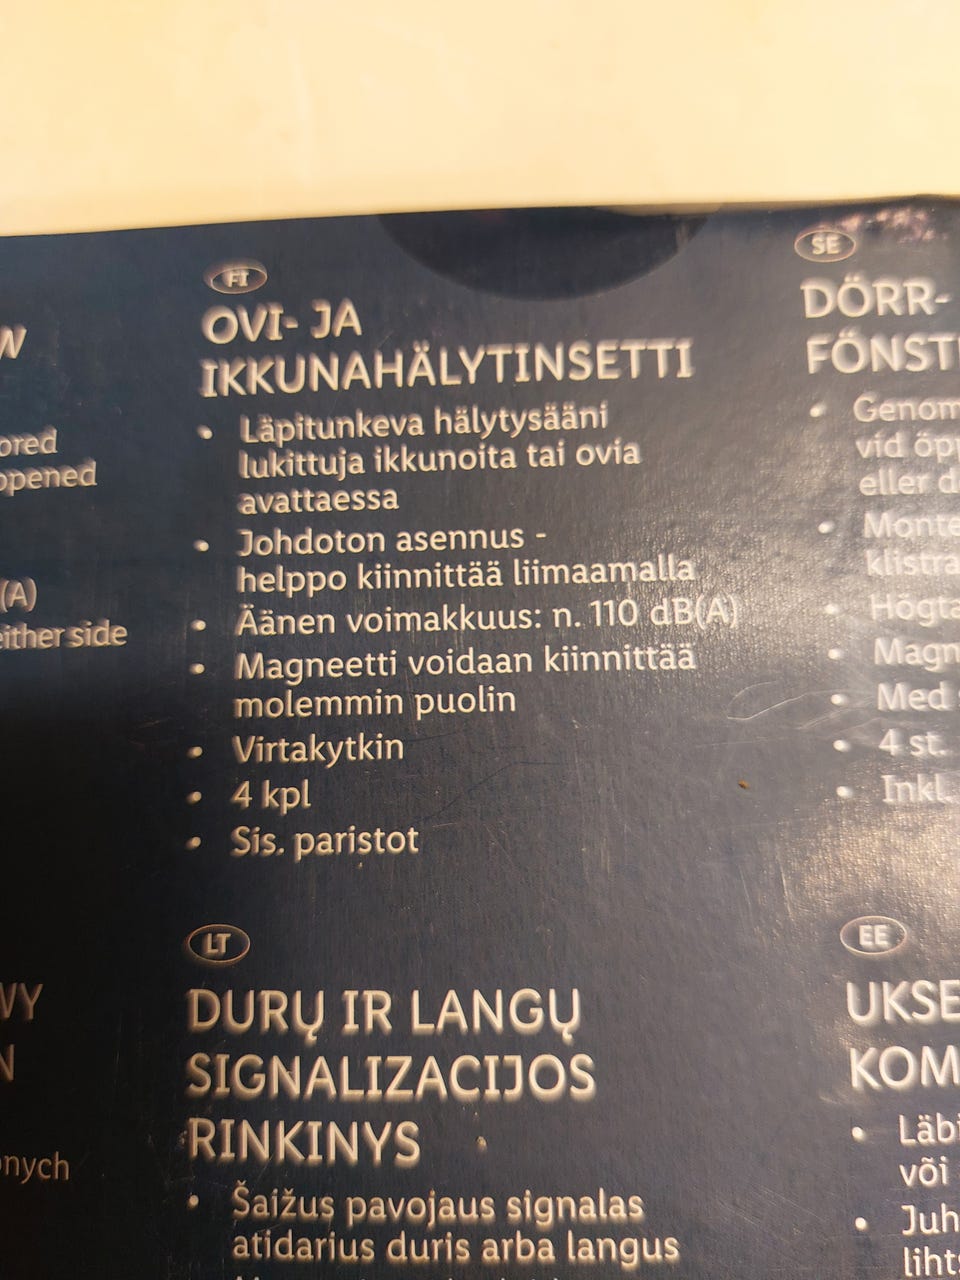 W
ored
opened
(A)
either side
FI
OVI- JA
IKKUNAHÄLYTINSETTI
• Läpitunkeva hälytysääni
lukittuja ikkunoita tai ovia
avattaessa
• Johdoton asennus -
helppo kiinnittää liimaamalla
• Äänen voimakkuus: n. 110 dB(A)
• Magneetti voidaan kiinnittää
molemmin puolin
• Virtakytkin
• 4 kpl
• Sis. paristot
SE
DÖRR-
FÖNST
• Genom
vid öpp
eller d
• Monte
klistra
• Högta
• Magn
• Med
• 4 st.
• Inkl.
WY
N
onych
LT
DURŲ IR LANGŲ
SIGNALIZACIJOS
RINKINYS
• Šaižus pavojaus signalas
atidarius duris arba langus
EE
UKSE
KOM
• Läbi
või
• Juh
liht